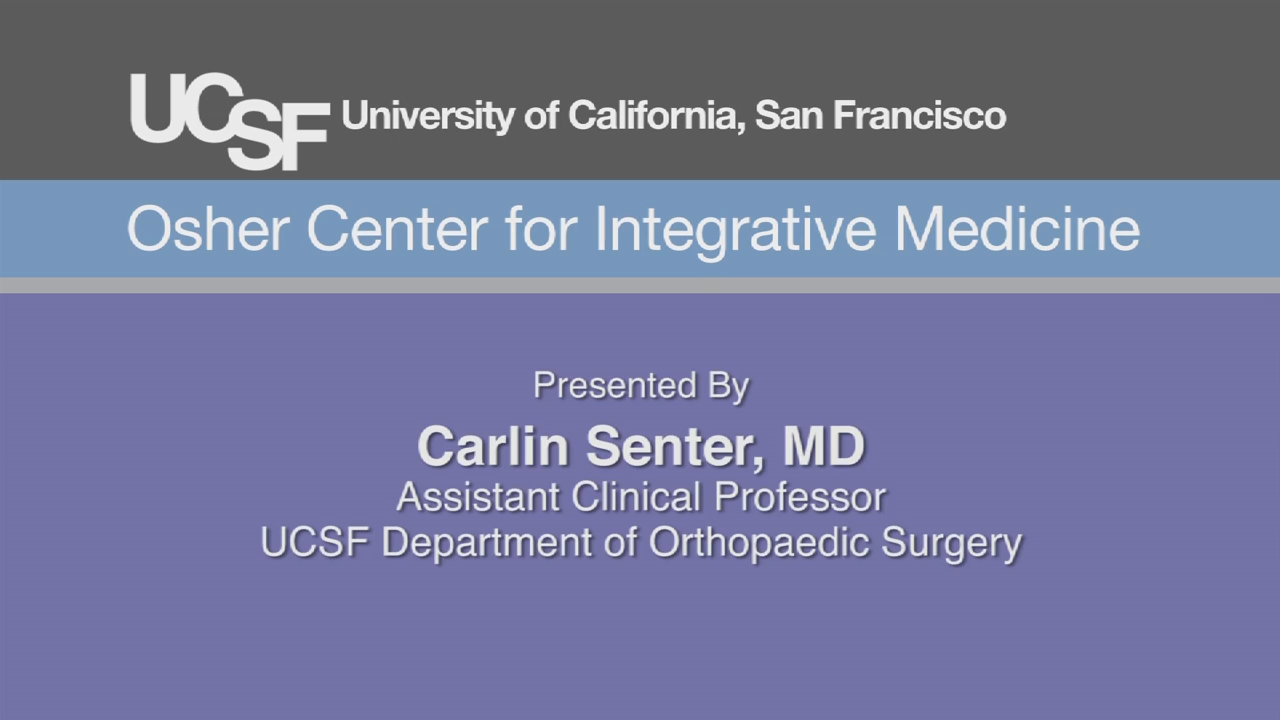 UCSF University of California, San Francisco
Osher Center for Integrative Medicine
Presented By
Carlin Senter, MD
Assistant Clinical Professor
UCSF Department of Orthopaedic Surgery